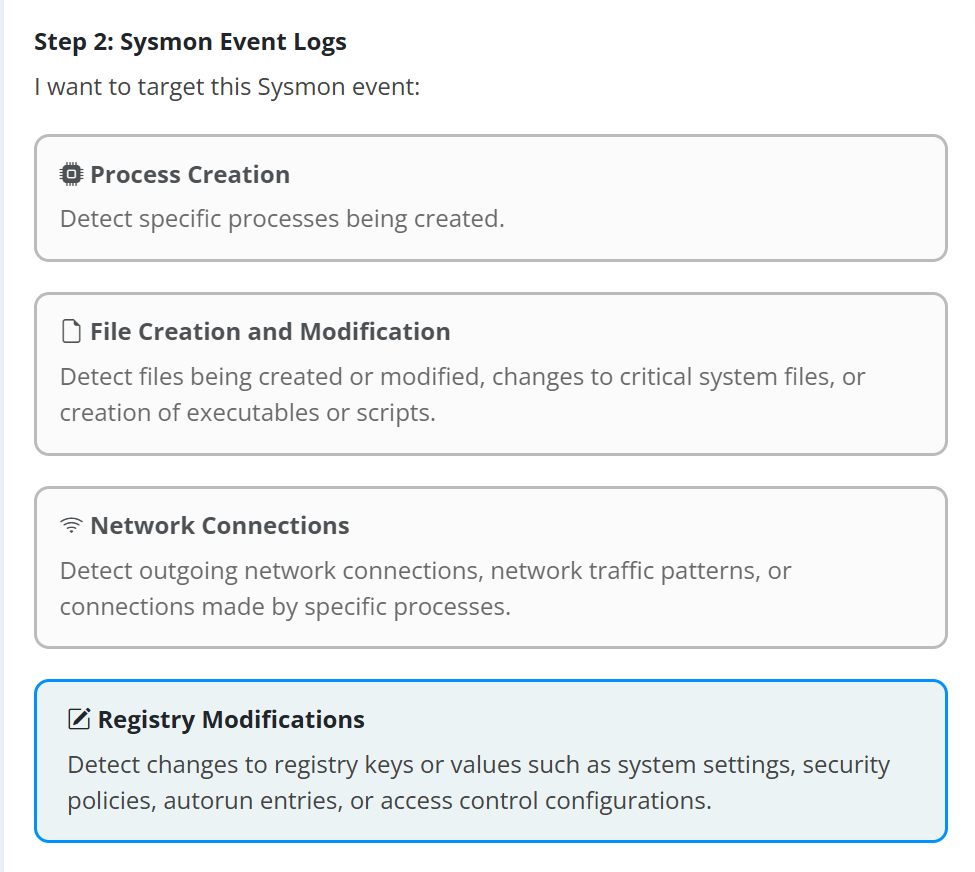 Step 2: Sysmon Event Logs
I want to target this Sysmon event:
Process Creation
Detect specific processes being created.
File Creation and Modification
Detect files being created or modified, changes to critical system files, or
creation of executables or scripts.
Network Connections
Detect outgoing network connections, network traffic patterns, or
connections made by specific processes.
Registry Modifications
Detect changes to registry keys or values such as system settings, security
policies, autorun entries, or access control configurations.